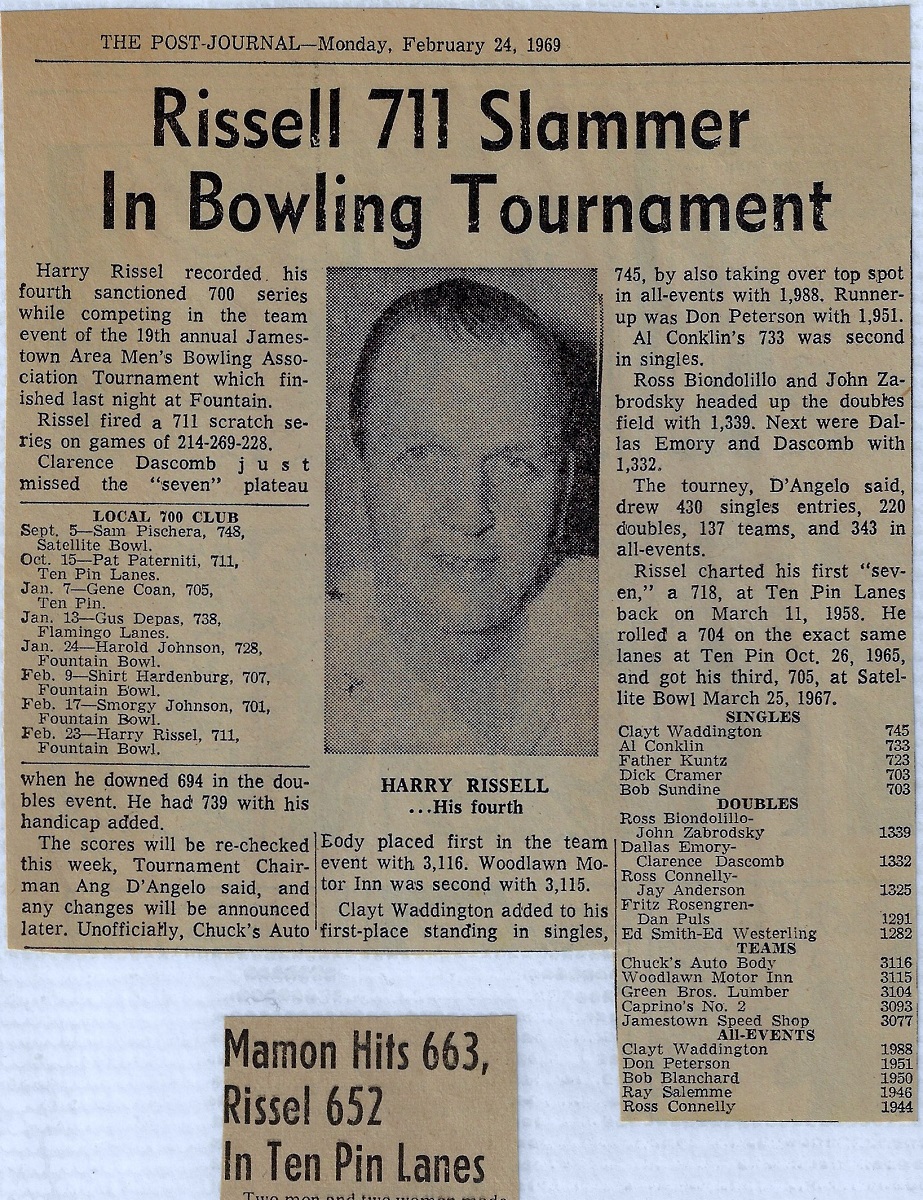 THE POST-JOURNAL—Monday, February 24, 1969
Rissell 711 Slammer
In Bowling Tournament
Harry Rissel recorded his
fourth sanctioned 700 series
while competing in the team
event of the 19th annual James-
town Area Men's Bowling Asso-
ciation Tournament which fin-
ished last night at Fountain.
Rissel fired a 711 scratch se-
ries on games of 214-269-228.
Clarence Dascomb just
missed the "seven" plateau
LOCAL 700 CLUB
Sept. 5—Sam Pischera, 748,
Satellite Bowl.
Oct. 15—Pat Paterniti, 711,
Ten Pin Lanes.
Jan. 7—Gene Coan, 705,
Ten Pin.
Jan. 13—Gus Depas, 738,
Flamingo Lanes.
Jan. 24—Harold Johnson, 728,
Fountain Bowl.
Feb. 9—Shirt Hardenburg, 707,
Fountain Bowl.
Feb. 17—Smorgy Johnson, 701,
Fountain Bowl.
Feb. 23—Harry Rissel, 711,
Fountain Bowl.
when he downed 694 in the dou-
bles event. He had 739 with his
handicap added.
The scores will be re-checked
this week, Tournament Chair-
man Ang D'Angelo said, and
any changes will be announced
later. Unofficially, Chuck's Auto
HARRY RISSELL
...His fourth
Body placed first in the team
event with 3,116. Woodlawn Mo-
tor Inn was second with 3,115.
Clayt Waddington added to his
first-place standing in singles,
745, by also taking over top spot
in all-events with 1,988. Runner-
up was Don Peterson with 1,951.
Al Conklin's 733 was second
in singles.
Ross Biondolillo and John Za-
brodsky headed up the doubles
field with 1,339. Next were Dal-
las Emory and Dascomb with
1,332.
The tourney, D'Angelo said,
drew 430 singles entries, 220
doubles, 137 teams, and 343 in
all-events.
Rissel charted his first "sev-
en," a 718, at Ten Pin Lanes
back on March 11, 1958. He
rolled a 704 on the exact same
lanes at Ten Pin Oct. 26, 1965,
and got his third, 705, at Satel-
lite Bowl March 25, 1967.
SINGLES
Clayt Waddington 745
Al Conklin 733
Father Kuntz 723
Dick Cramer 703
Bob Sundine 703
DOUBLES
Ross Biondolillo-
John Zabrodsky 1339
Dallas Emory-
Clarence Dascomb 1332
Ross Connelly-
Jay Anderson 1325
Fritz Rosengren-
Dan Puls 1291
Ed Smith-Ed Westerling 1282
TEAMS
Chuck's Auto Body 3116
Woodlawn Motor Inn 3115
Green Bros. Lumber 3104
Caprino's No. 2 3093
Jamestown Speed Shop 3077
All-EVENTS
Clayt Waddington 1988
Don Peterson 1951
Bob Blanchard 1950
Ray Salemme 1946
Ross Connelly 1944
Mamon Hits 663,
Rissel 652
In Ten Pin Lanes
Two men and two women made